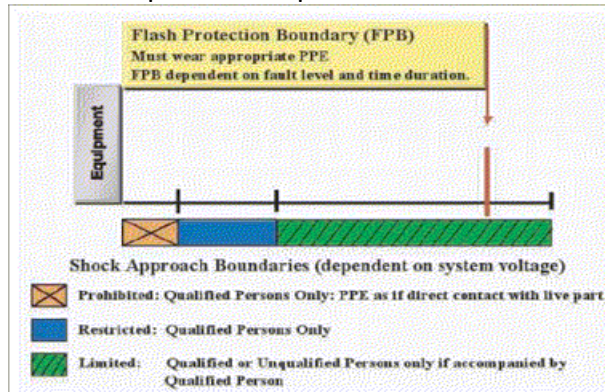 Flash Protection Boundary (FPB)
Must wear appropriate PPE
FPB dependent on fault level and time duration.
Equipment
Shock Approach Boundaries (dependent on system voltage)
Prohibited: Qualified Persons Only: PPE as if direct contact with live part
Restricted: Qualified Persons Only
Limited: Qualified or Unqualified Persons only if accompanied by
Qualified Person